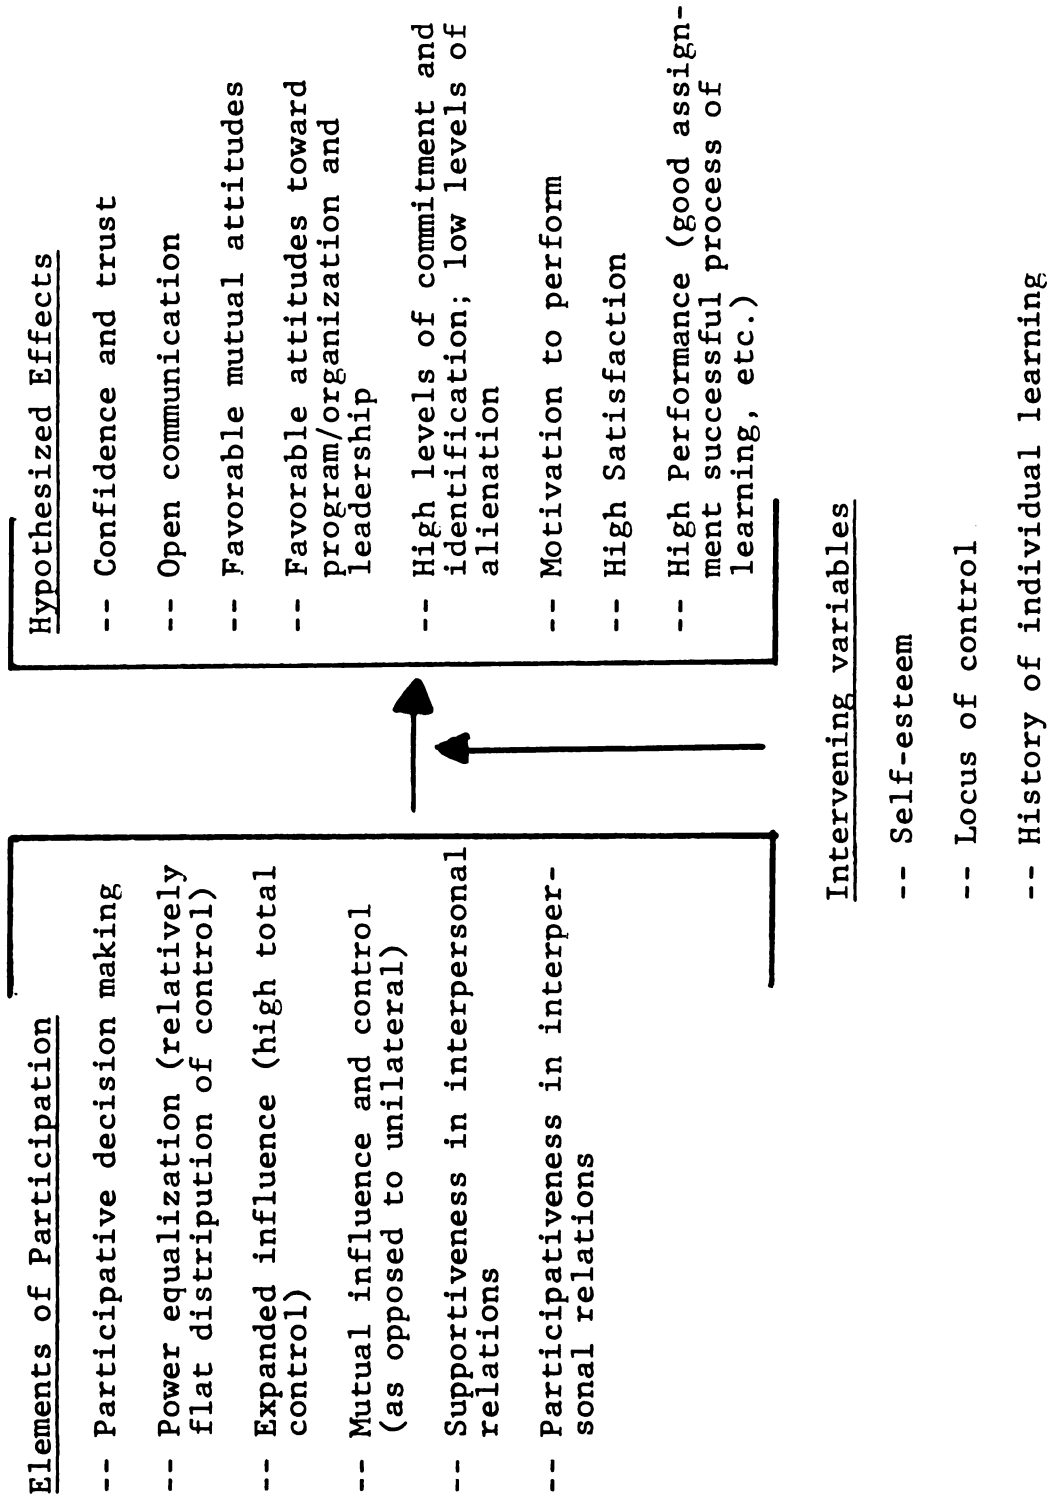 Elements of Participation
-- Participative decision making
-- Power equalization (relatively
flat distripution of control)
-- Expanded influence (high total
control)
-- Mutual influence and control
(as opposed to unilateral)
-- Supportiveness in interpersonal
relations
-- Participativeness in interper-
sonal relations
Hypothesized Effects
-- Confidence and trust
-- Open communication
-- Favorable mutual attitudes
-- Favorable attitudes toward
program/organization and
leadership
-- High levels of commitment and
identification; low levels of
alienation
-- Motivation to perform
-- High Satisfaction
-- High Performance (good assign-
ment successful process of
learning, etc.)
Intervening variables
-- Self-esteem
-- Locus of control
-- History of individual learning